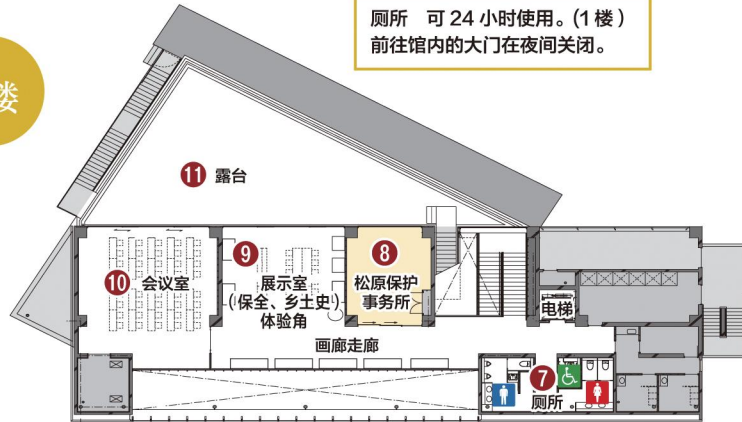 厕所 可 24 小时使用。(1 楼)
前往馆内的大门在夜间关闭。
楼
11 露台
10 会议室
9
展示室
(保全、乡土史)
体验角
8
松原保护
事务所
电梯
画廊走廊
7
厕所